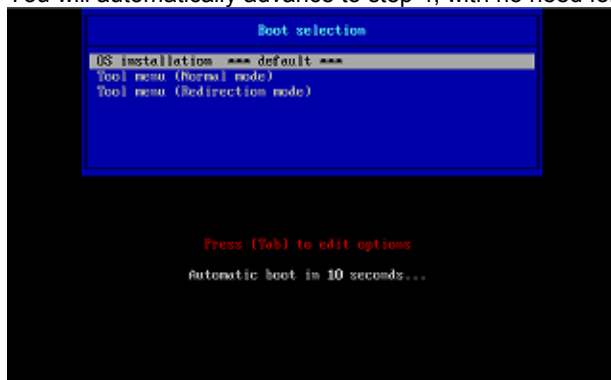 You will automatically advance to step 4, with no need for
Boot selection
OS installation *** default ***
Tool menu (Normal mode)
Tool menu (Redirection mode)
Press [Tab] to edit options
Automatic boot in 10 seconds...